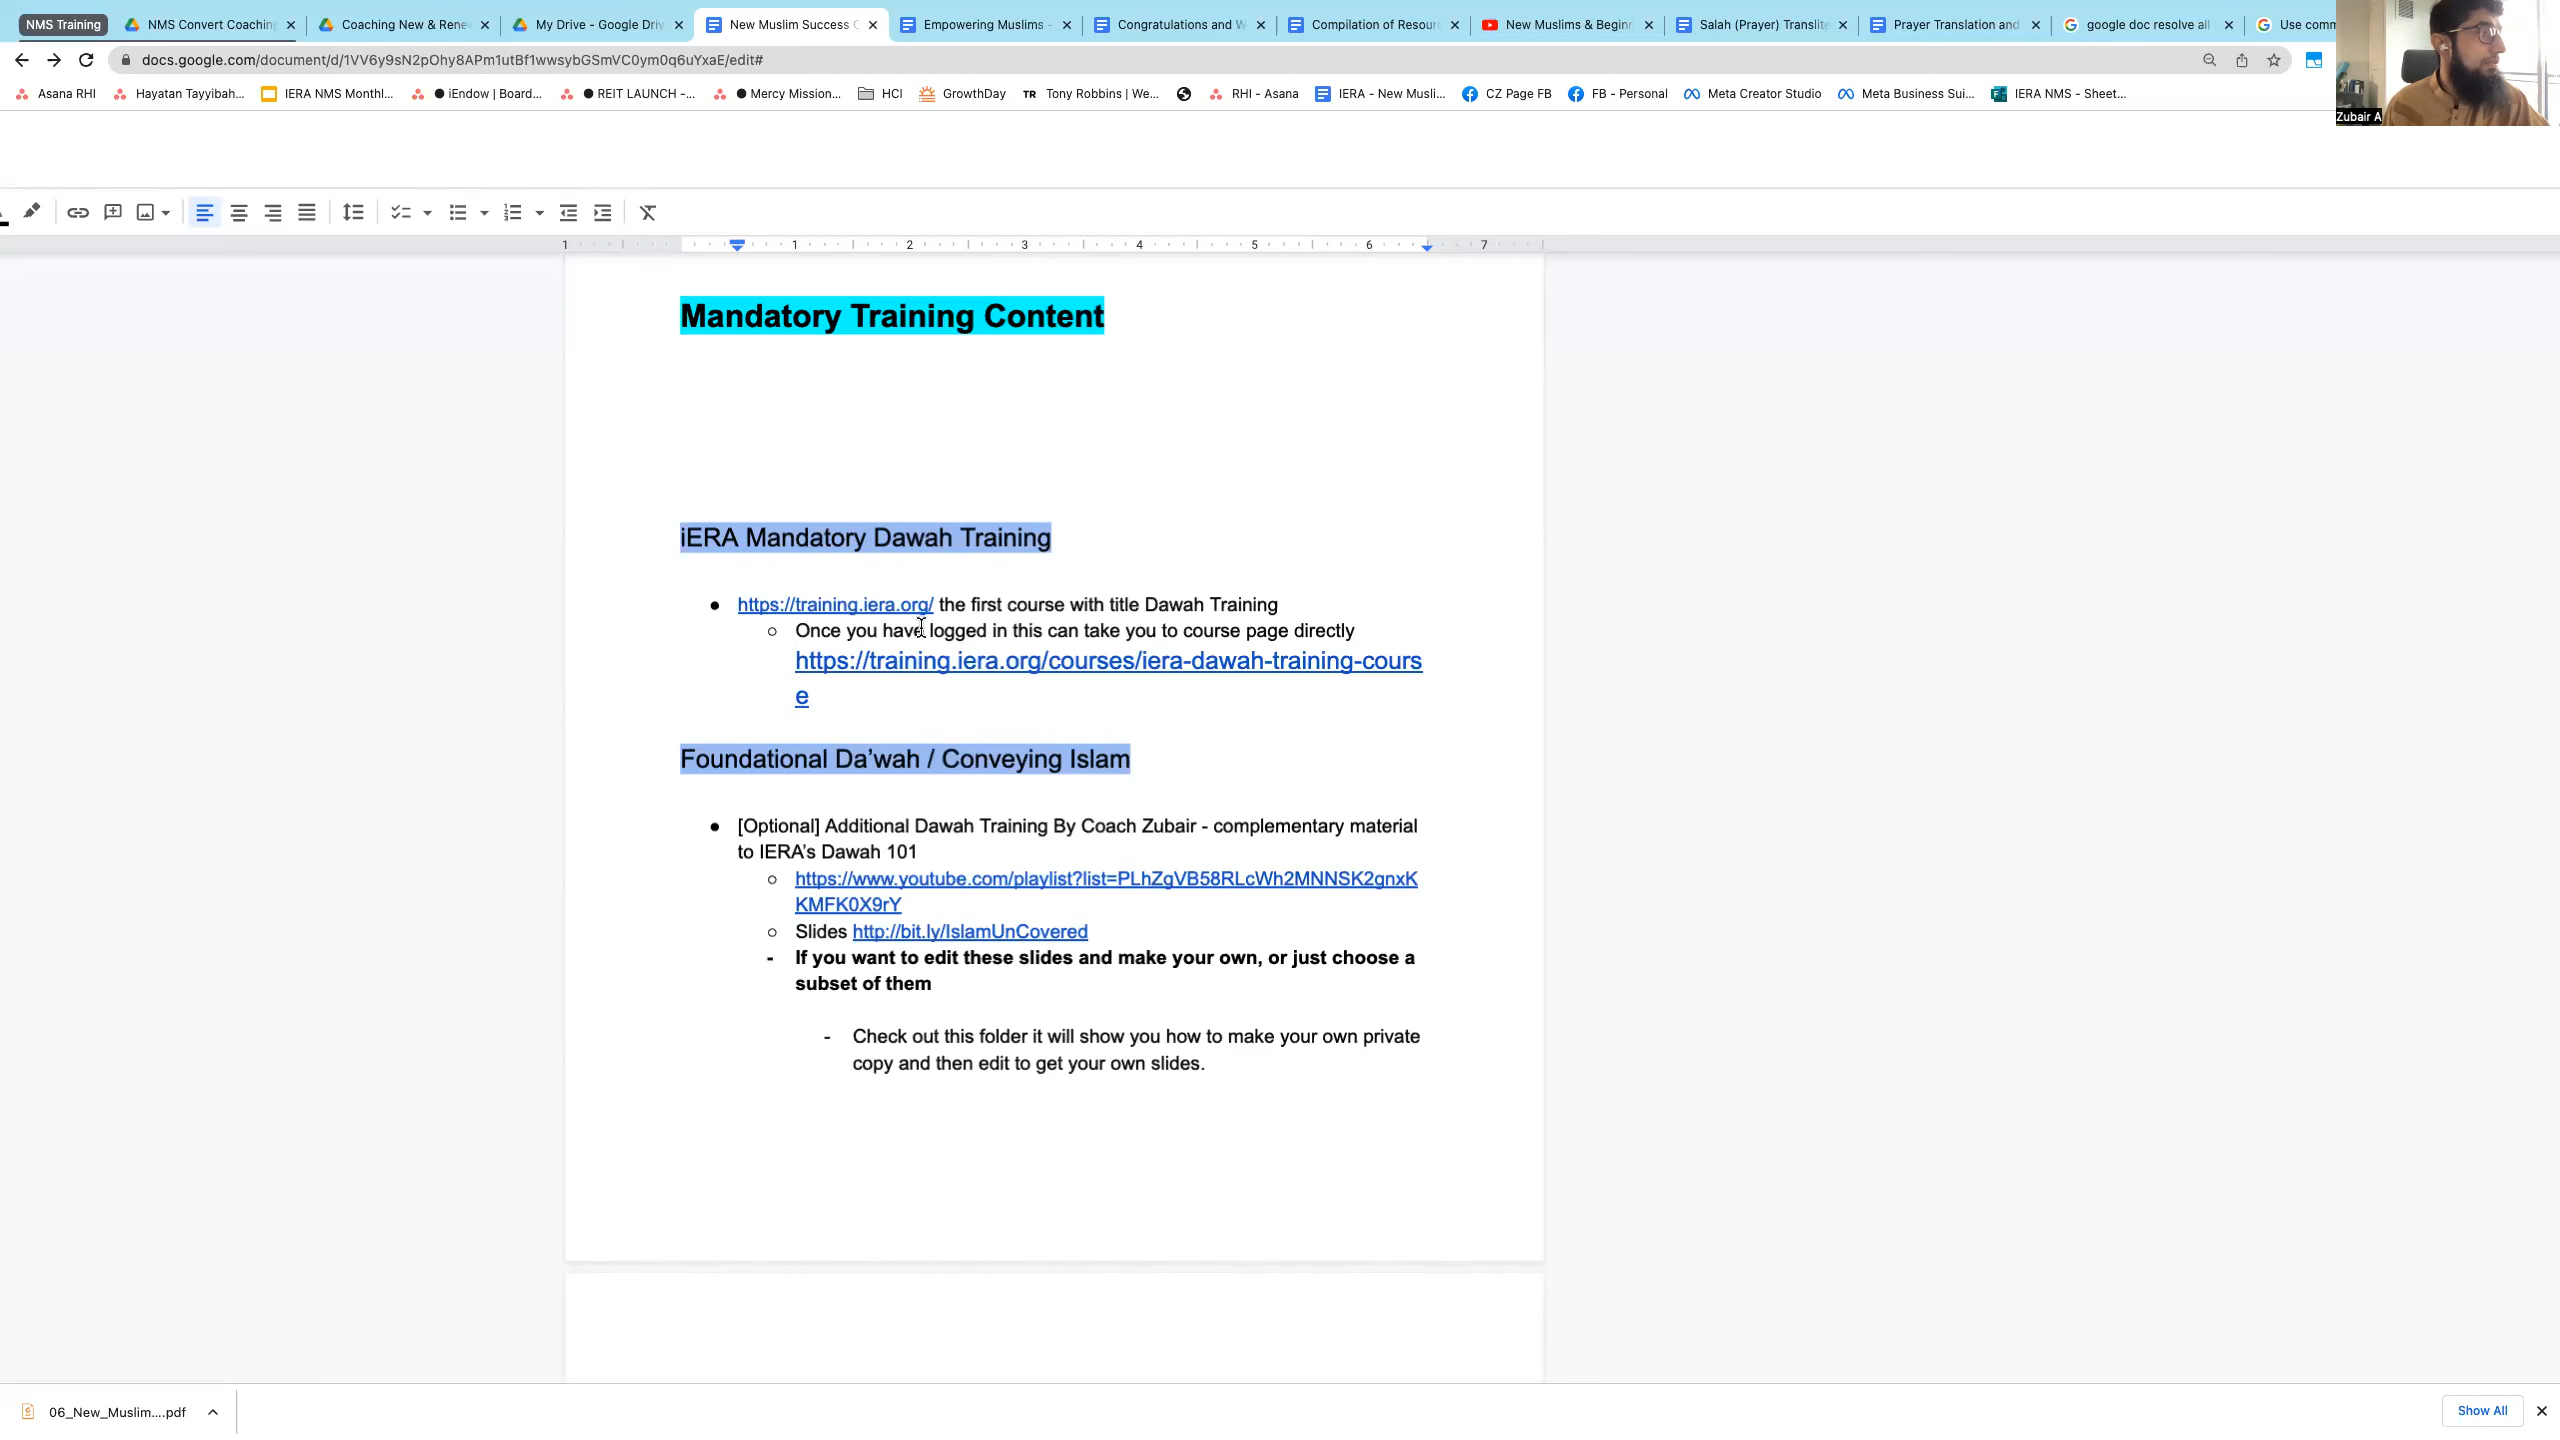 NMS Training
NMS Convert Coaching
Coaching New & Rene
My Drive - Google Driv
New Muslim Success C
Empowering Muslims -
Congratulations and W
Compilation of Resour
New Muslims & Beginn
Salah (Prayer) Translite
Prayer Translation and
google doc resolve all
Use comm
docs.google.com/document/d/1VV6y9sN2pOhy8APm1utBf1wwsybGSmVC0ym0q6uYxaE/edit#
Asana RHI
Hayatan Tayyibah...
IERA NMS Monthl...
iEndow | Board...
REIT LAUNCH -...
Mercy Mission...
HCI
GrowthDay
TR Tony Robbins | We...
RHI - Asana
IERA - New Musli...
CZ Page FB
FB - Personal
Meta Creator Studio
Meta Business Sui...
IERA NMS - Sheet...
Zubair A
1 1 2 3 4 5 6 7
Mandatory Training Content
iERA Mandatory Dawah Training
● https://training.iera.org/ the first course with title Dawah Training
○ Once you have logged in this can take you to course page directly
https://training.iera.org/courses/iera-dawah-training-cours
e
Foundational Da’wah / Conveying Islam
● [Optional] Additional Dawah Training By Coach Zubair - complementary material
to IERA’s Dawah 101
○ https://www.youtube.com/playlist?list=PLhZgVB58RLcWh2MNNSK2gnxK
KMFK0X9rY
○ Slides http://bit.ly/IslamUnCovered
- If you want to edit these slides and make your own, or just choose a
subset of them
- Check out this folder it will show you how to make your own private
copy and then edit to get your own slides.
06_New_Muslim....pdf
Show All